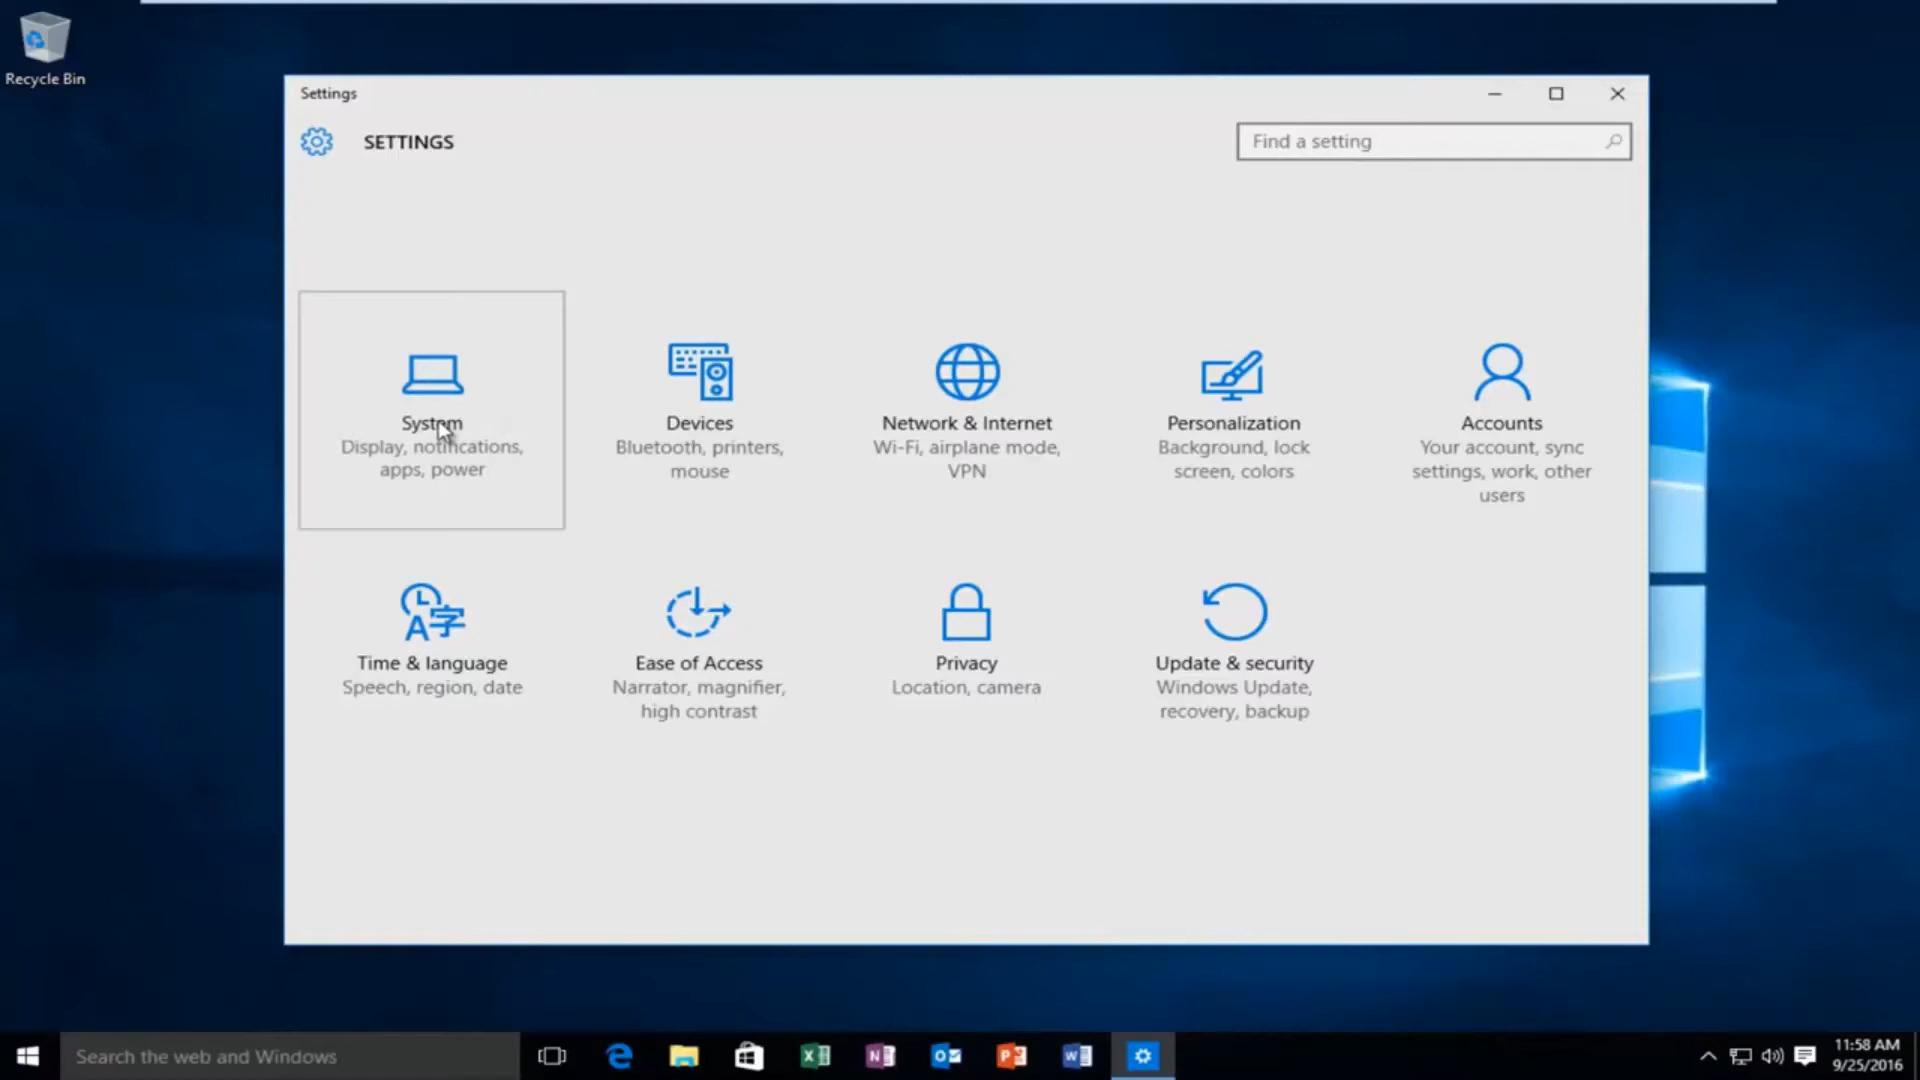 Recycle Bin
Settings
SETTINGS
Find a setting
System
Display, notifications,
apps, power
Devices
Bluetooth, printers,
mouse
Network & Internet
Wi-Fi, airplane mode,
VPN
Personalization
Background, lock
screen, colors
Accounts
Your account, sync
settings, work, other
users
Time & language
Speech, region, date
Ease of Access
Narrator, magnifier,
high contrast
Privacy
Location, camera
Update & security
Windows Update,
recovery, backup
Search the web and Windows
11:58 AM
9/25/2016